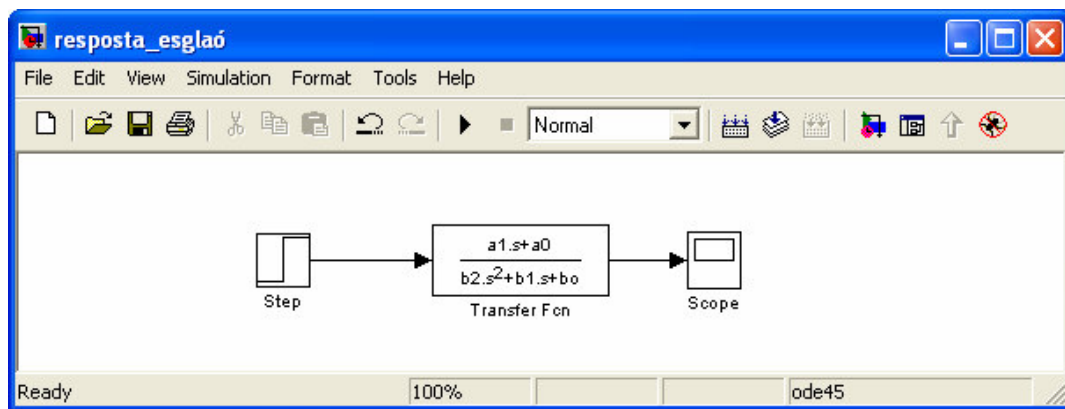 resposta_esglaó
File Edit View Simulation Format Tools Help
Normal
a1.s+a0
b2.s²+b1.s+bo
Step
Transfer Fcn
Scope
Ready 100% ode45